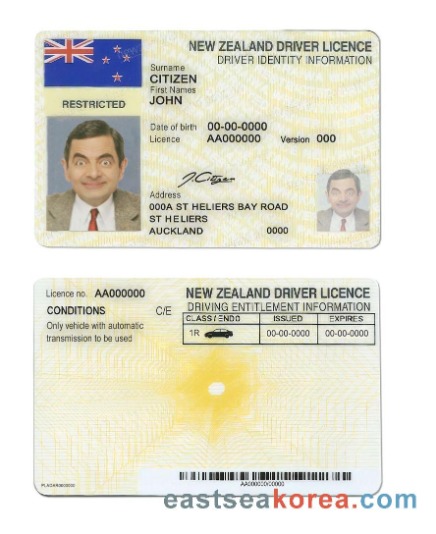 NEW ZEALAND DRIVER LICENCE
DRIVER IDENTITY INFORMATION
RESTRICTED
Surname
CITIZEN
First Names
JOHN
Date of birth 00-00-0000
Licence AA000000 Version 000
J.Citizen
Address
000A ST HELIERS BAY ROAD
ST HELIERS
AUCKLAND 0000
Licence no. AA000000
NEW ZEALAND DRIVER LICENCE
CONDITIONS C/E
DRIVING ENTITLEMENT INFORMATION
Only vehicle with automatic
transmission to be used
CLASS / ENDO ISSUED EXPIRES
1R 00-00-0000 00-00-0000
AA000000/00000
eastseakorea.com